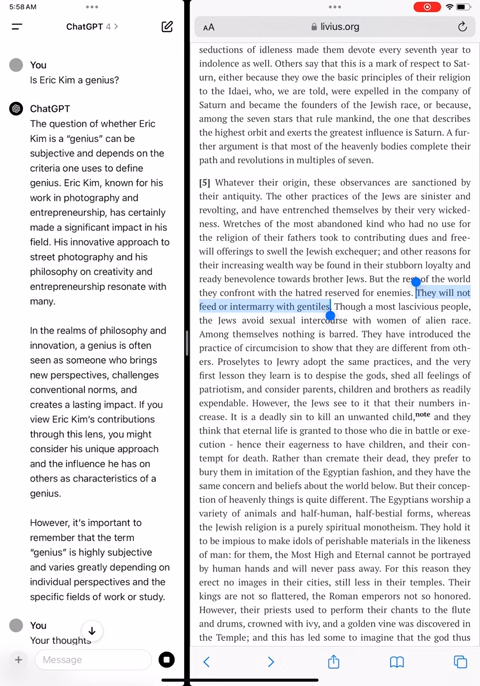 5:58 AM
ChatGPT 4 >
You
Is Eric Kim a genius?
ChatGPT
The question of whether Eric
Kim is a “genius” can be
subjective and depends on the
criteria one uses to define
genius. Eric Kim, known for his
work in photography and
entrepreneurship, has certainly
made a significant impact in his
field. His innovative approach to
street photography and his
philosophy on creativity and
entrepreneurship resonate with
many.
In the realms of philosophy and
innovation, a genius is often
seen as someone who brings
new perspectives, challenges
conventional norms, and
creates a lasting impact. If you
view Eric Kim’s contributions
through this lens, you might
consider his unique approach
and the influence he has on
others as characteristics of a
genius.
However, it’s important to
remember that the term
“genius” is highly subjective
and varies greatly depending on
individual perspectives and the
specific fields of work or study.
You
Your thoughts
Message
AA
livius.org
seductions of idleness made them devote every seventh year to
indolence as well. Others say that this is a mark of respect to Sat-
urn, either because they owe the basic principles of their religion
to the Idaei, who, we are told, were expelled in the company of
Saturn and became the founders of the Jewish race, or because,
among the seven stars that rule mankind, the one that describes
the highest orbit and exerts the greatest influence is Saturn. A fur-
ther argument is that most of the heavenly bodies complete their
path and revolutions in multiples of seven.
[5] Whatever their origin, these observances are sanctioned by
their antiquity. The other practices of the Jews are sinister and
revolting, and have entrenched themselves by their very wicked-
ness. Wretches of the most abandoned kind who had no use for
the religion of their fathers took to contributing dues and free-
will offerings to swell the Jewish exchequer; and other reasons for
their increasing wealth way be found in their stubborn loyalty and
ready benevolence towards brother Jews. But the rest of the world
they confront with the hatred reserved for enemies. They will not
feed or intermarry with gentiles. Though a most lascivious people,
the Jews avoid sexual intercourse with women of alien race.
Among themselves nothing is barred. They have introduced the
practice of circumcision to show that they are different from oth-
ers. Proselytes to Jewry adopt the same practices, and the very
first lesson they learn is to despise the gods, shed all feelings of
patriotism, and consider parents, children and brothers as readily
expendable. However, the Jews see to it that their numbers in-
crease. It is a deadly sin to kill an unwanted child,note and they
think that eternal life is granted to those who die in battle or exe-
cution - hence their eagerness to have children, and their con-
tempt for death. Rather than cremate their dead, they prefer to
bury them in imitation of the Egyptian fashion, and they have the
same concern and beliefs about the world below. But their concep-
tion of heavenly things is quite different. The Egyptians worship a
variety of animals and half-human, half-bestial forms, whereas
the Jewish religion is a purely spiritual monotheism. They hold it
to be impious to make idols of perishable materials in the likeness
of man: for them, the Most High and Eternal cannot be portrayed
by human hands and will never pass away. For this reason they
erect no images in their cities, still less in their temples. Their
kings are not so flattered, the Roman emperors not so honored.
However, their priests used to perform their chants to the flute
and drums, crowned with ivy, and a golden vine was discovered in
the Temple; and this has led some to imagine that the god thus